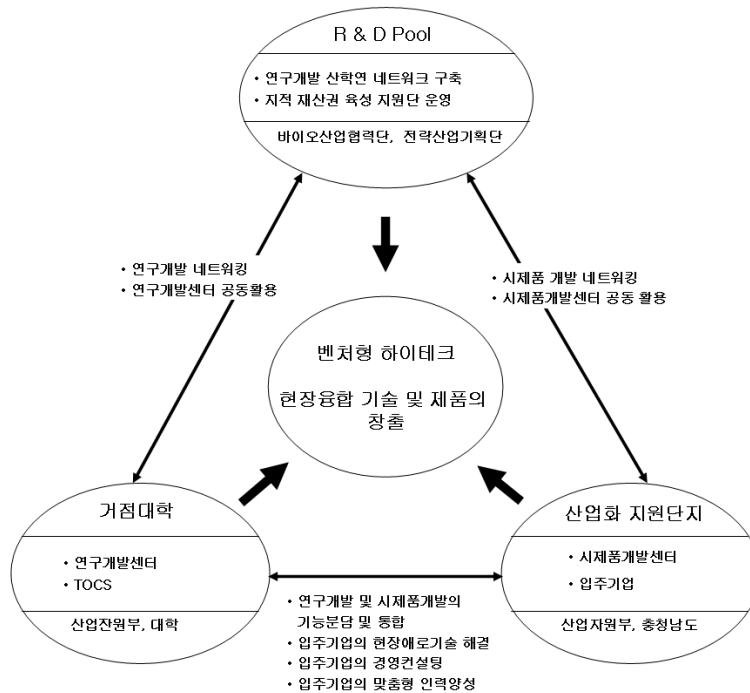 R & D Pool
• 연구개발 산학연 네트워크 구축
• 지적 재산권 육성 지원단 운영
바이오산업협력단, 전략산업기획단
• 연구개발 네트워킹
• 연구개발센터 공동활용
• 시제품 개발 네트워킹
• 시제품개발센터 공동 활용
벤처형 하이테크
현장융합 기술 및 제품의
창출
거점대학
• 연구개발센터
• TOCS
산업잔원부, 대학
산업화 지원단지
• 시제품개발센터
• 입주기업
산업자원부, 충청남도
• 연구개발 및 시제품개발의
기능분담 및 통합
• 입주기업의 현장애로기술 해결
• 입주기업의 경영컨설팅
• 입주기업의 맞춤형 인력양성